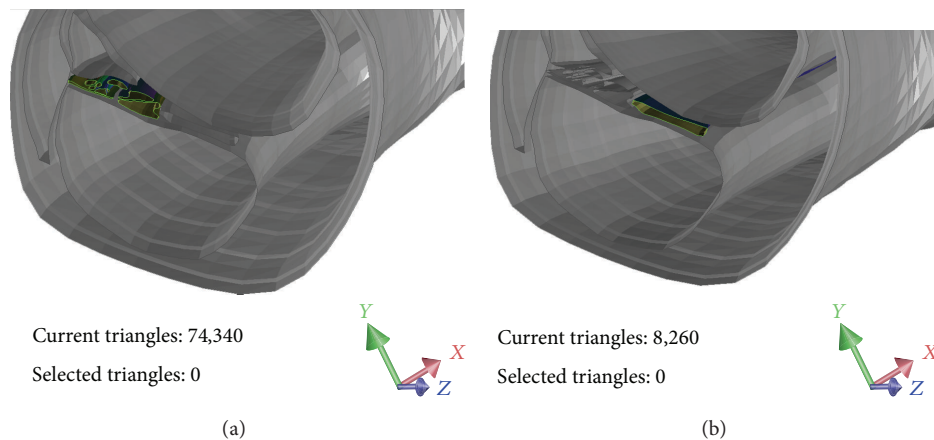 Current triangles: 74,340
Selected triangles: 0
Y
X
Z
(a)
Current triangles: 8,260
Selected triangles: 0
Y
X
Z
(b)